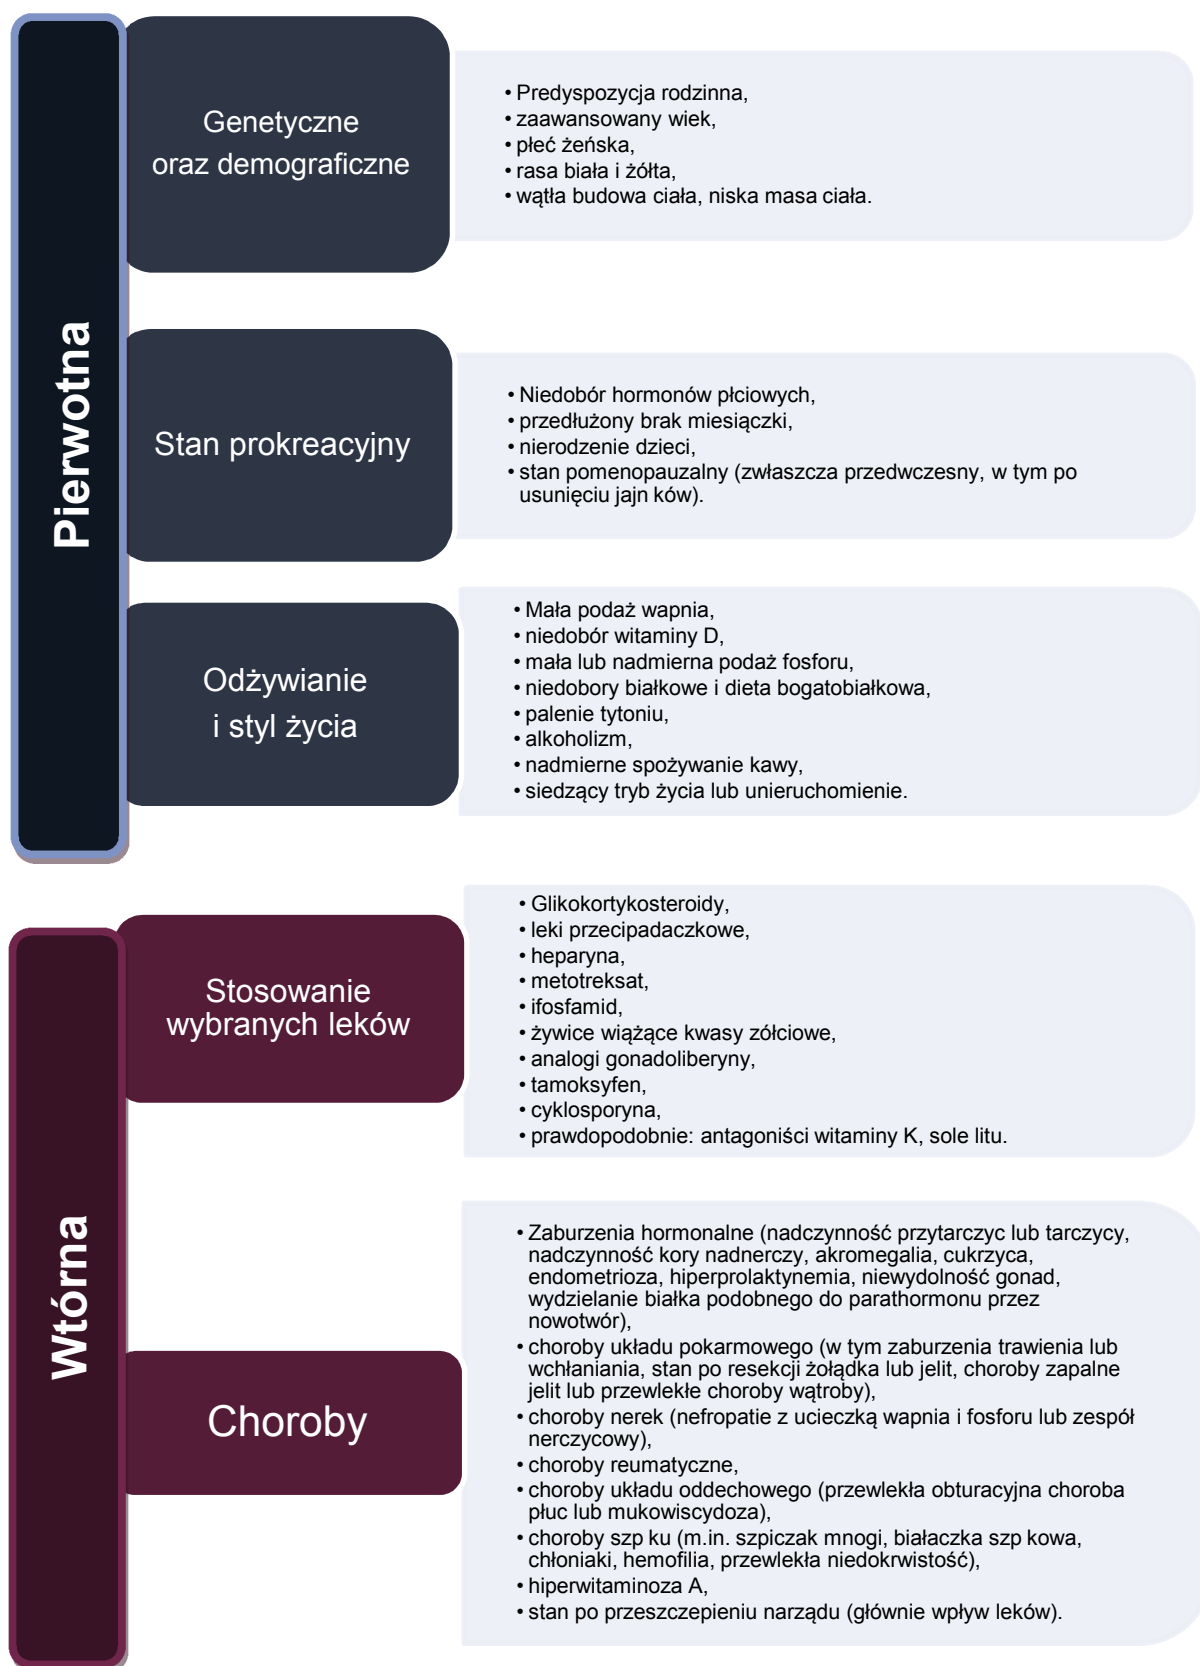 Pierwotna
Genetyczne
oraz demograficzne
• Predyspozycja rodzinna,
• zaawansowany wiek,
• płeć żeńska,
• rasa biała i żółta,
• wątła budowa ciała, niska masa ciała.
Stan prokreacyjny
• Niedobór hormonów płciowych,
• przedłużony brak miesiączki,
• nierodzenie dzieci,
• stan pomenopauzalny (zwłaszcza przedwczesny, w tym po
usunięciu jajn ków).
Odżywianie
i styl życia
• Mała podaż wapnia,
• niedobór witaminy D,
• mała lub nadmierna podaż fosforu,
• niedobory białkowe i dieta bogatobiałkowa,
• palenie tytoniu,
• alkoholizm,
• nadmierne spożywanie kawy,
• siedzący tryb życia lub unieruchomienie.
Wtórna
Stosowanie
wybranych leków
• Glikokortykosteroidy,
• leki przecipadaczkowe,
• heparyna,
• metotreksat,
• ifosfamid,
• żywice wiążące kwasy zółciowe,
• analogi gonadoliberyny,
• tamoksyfen,
• cyklosporyna,
• prawdopodobnie: antagoniści witaminy K, sole litu.
Choroby
• Zaburzenia hormonalne (nadczynność przytarczyc lub tarczycy,
nadczynność kory nadnerczy, akromegalia, cukrzyca,
endometrioza, hiperprolaktynemia, niewydolność gonad,
wydzielanie białka podobnego do parathormonu przez
nowotwór),
• choroby układu pokarmowego (w tym zaburzenia trawienia lub
wchłaniania, stan po resekcji żołądka lub jelit, choroby zapalne
jelit lub przewlekłe choroby wątroby),
• choroby nerek (nefropatie z ucieczką wapnia i fosforu lub zespół
nerczycowy),
• choroby reumatyczne,
• choroby układu oddechowego (przewlekła obturacyjna choroba
płuc lub mukowiscydoza),
• choroby szp ku (m.in. szpiczak mnogi, białaczka szp kowa,
chłoniaki, hemofilia, przewlekła niedokrwistość),
• hiperwitaminoza A,
• stan po przeszczepieniu narządu (głównie wpływ leków).